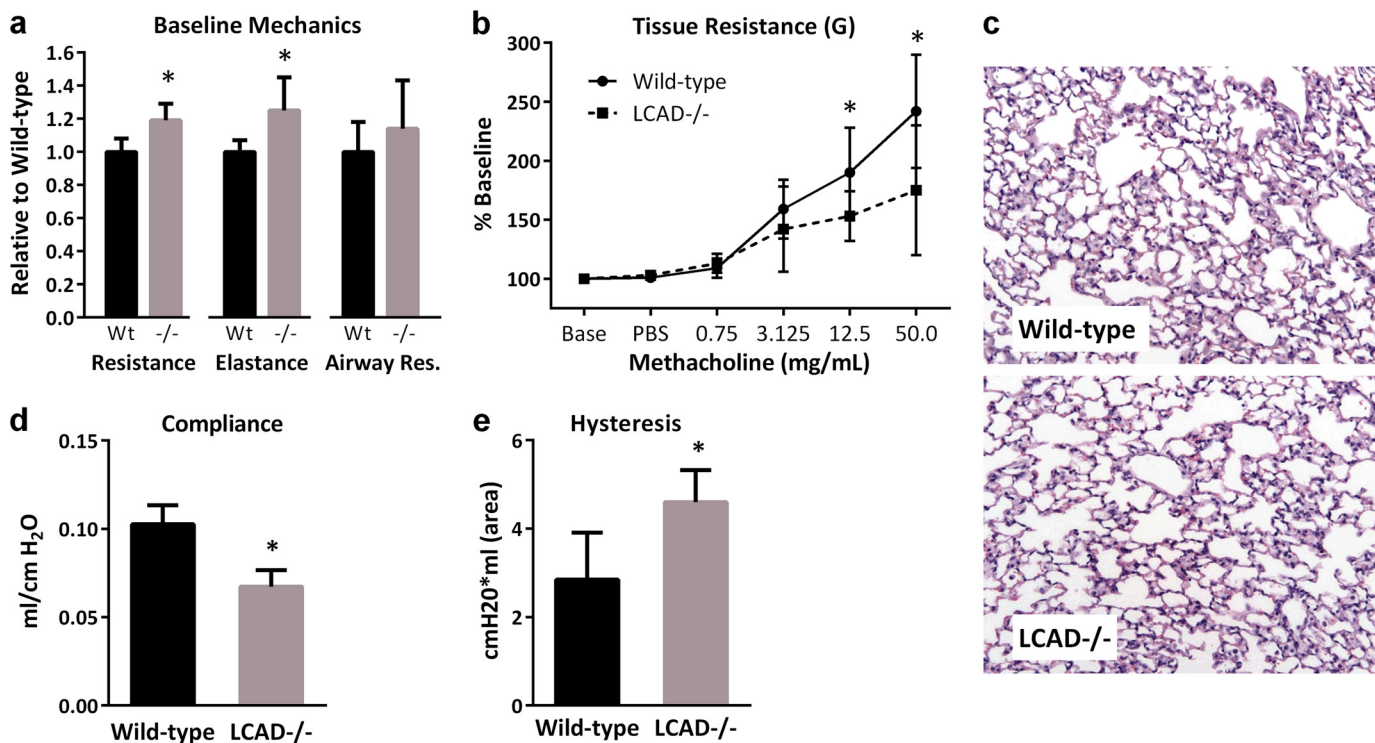 a
Baseline Mechanics
Relative to Wild-type
1.6
1.4
1.2
1.0
0.8
0.6
0.4
0.2
0.0
* *
Wt -/- Wt -/- Wt -/-
Resistance Elastance Airway Res.
b
Tissue Resistance (G)
% Baseline
300
250
200
150
100
Wild-type
LCAD-/-
* *
Base PBS 0.75 3.125 12.5 50.0
Methacholine (mg/mL)
c
Wild-type
LCAD-/-
d
Compliance
ml/cm H₂O
0.15
0.10
0.05
0.00
*
Wild-type LCAD-/-
e
Hysteresis
cmH20*ml (area)
6
4
2
0
*
Wild-type LCAD-/-